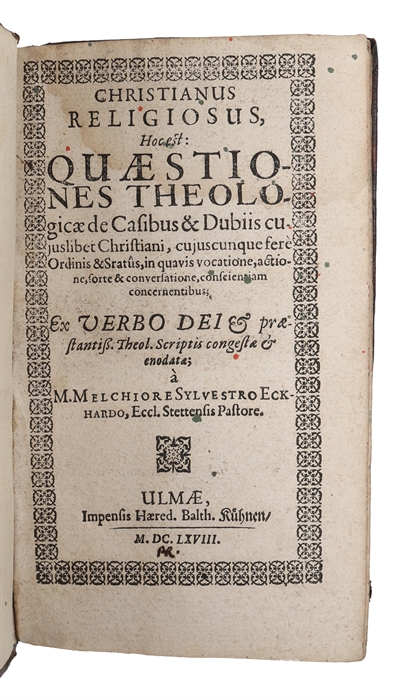 CHRISTIANUS
RELIGIOSUS,
Hoc est:
QUÆSTIO-
NES THEOLO-
gicæ de Casibus & Dubiis cu-
juslibet Christiani, cujuscunque ferè
Ordinis & Statûs, in quavis vocatione, actio-
ne, sorte & conversatione, conscientiam
concernentibus;
Ex VERBO DEI & præ-
stantiß. Theol. Scriptis congestæ &
enodatæ;
à
M. MELCHIORE SYLVESTRO ECK-
HARDO, Eccl. Stettensis Pastore.
ULMÆ,
Impensis Hæred. Balth. Kühnen/
M. DC. LXVIII.